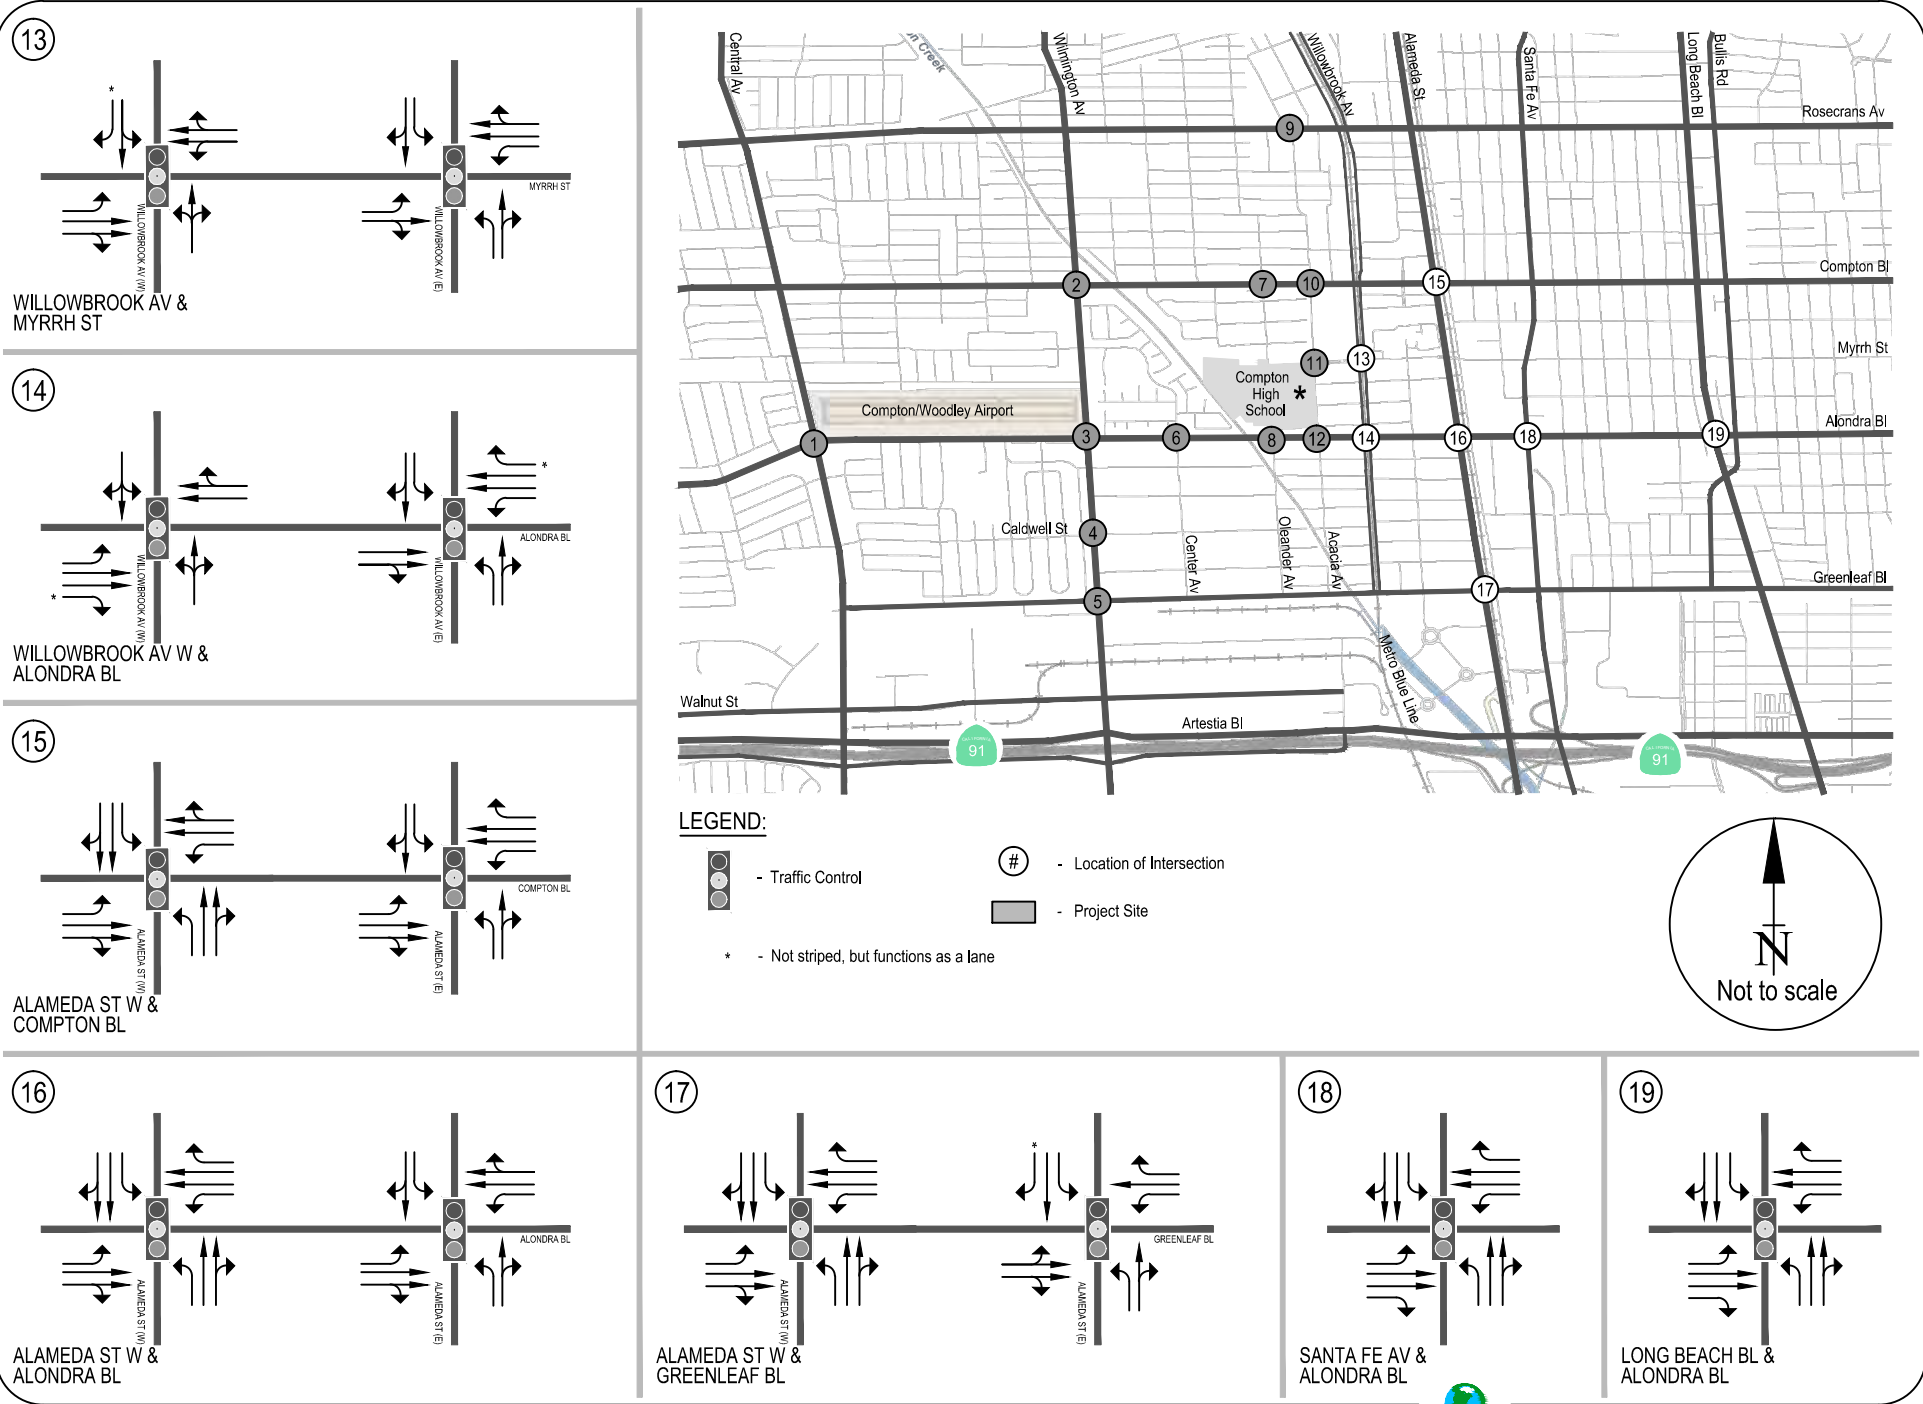 13
*
MYRRH ST
WILLOWBROOK AV (W)
WILLOWBROOK AV (E)
WILLOWBROOK AV &
MYRRH ST
14
*
*
ALONDRA BL
WILLOWBROOK AV (W)
WILLOWBROOK AV (E)
WILLOWBROOK AV W &
ALONDRA BL
15
COMPTON BL
ALAMEDA ST (W)
ALAMEDA ST (E)
ALAMEDA ST W &
COMPTON BL
16
ALONDRA BL
ALAMEDA ST (W)
ALAMEDA ST (E)
ALAMEDA ST W &
ALONDRA BL
17
*
GREENLEAF BL
ALAMEDA ST (W)
ALAMEDA ST (E)
ALAMEDA ST W &
GREENLEAF BL
18
SANTA FE AV &
ALONDRA BL
19
LONG BEACH BL &
ALONDRA BL
Central Av
Creek
Wilmington Av
Willowbrook Av
Alameda St
Santa Fe Av
Long Beach Bl
Bullis Rd
Rosecrans Av
9
Compton Bl
2
7
10
15
Myrrh St
11
13
Compton
High
School
*
Compton/Woodley Airport
Alondra Bl
1
3
6
8
12
14
16
18
19
Caldwell St
4
Center Av
Oleander Av
Acacia Av
Greenleaf Bl
5
17
Metro Blue Line
Walnut St
Artestia Bl
91
91
LEGEND:
- Traffic Control
# - Location of Intersection
- Project Site
* - Not striped, but functions as a lane
N
Not to scale